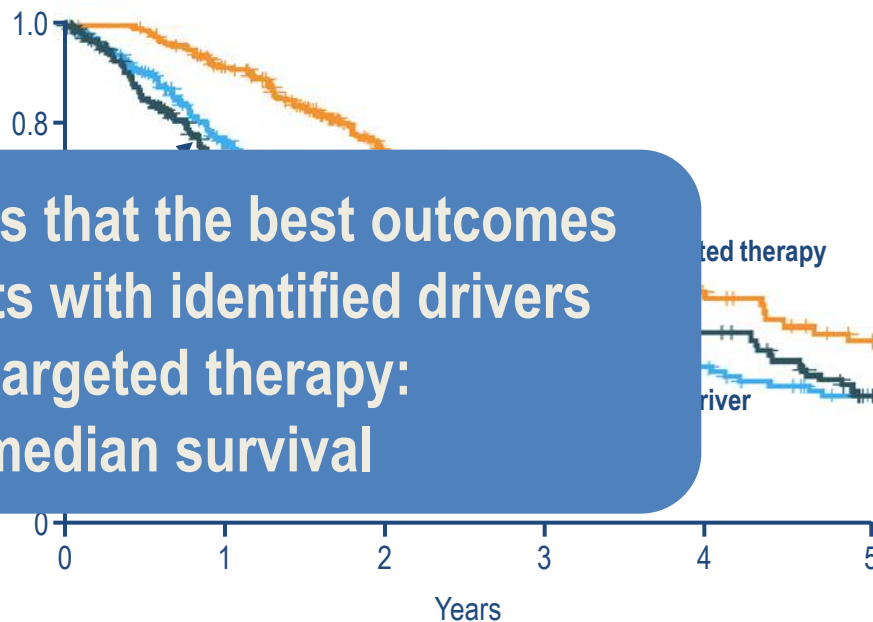 1.0
0.8
s that the best outcomes
ts with identified drivers
argeted therapy:
median survival
ted therapy
river
0
0 1 2 3 4 5
Years